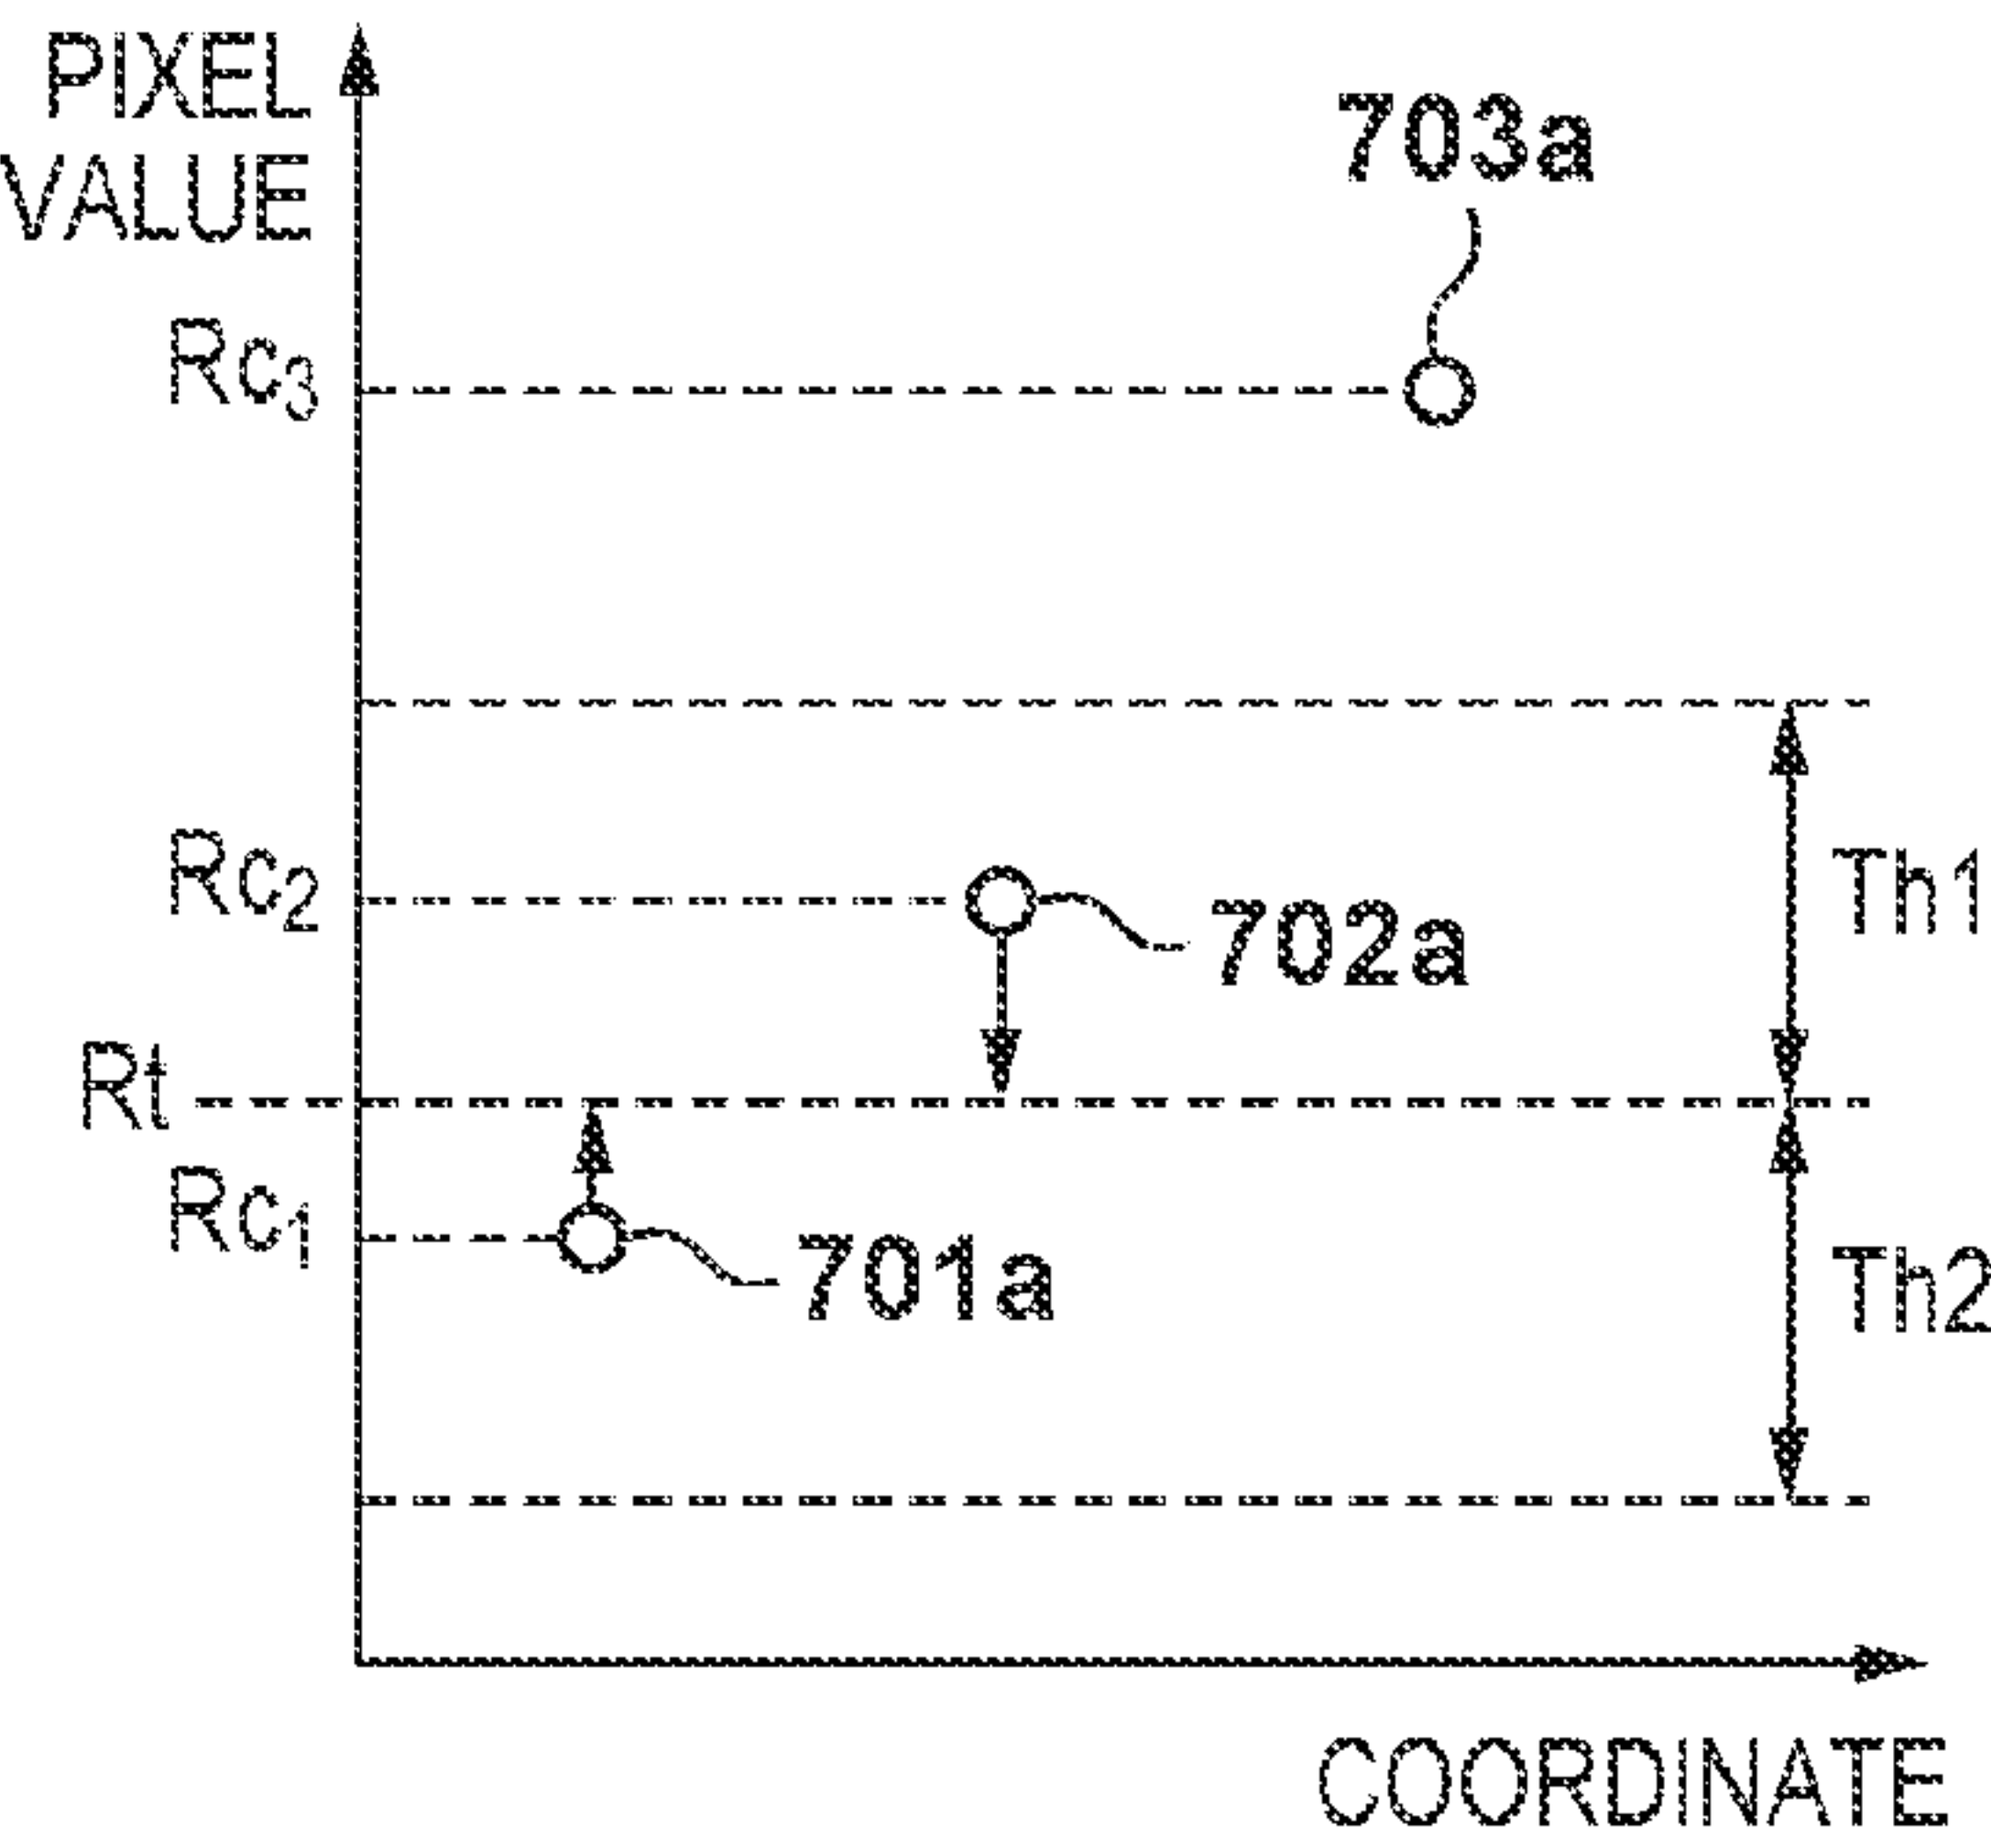 PIXEL
VALUE
703a
Rc3
Rc2
702a
Th1
Rt
Rc1
701a
Th2
COORDINATE